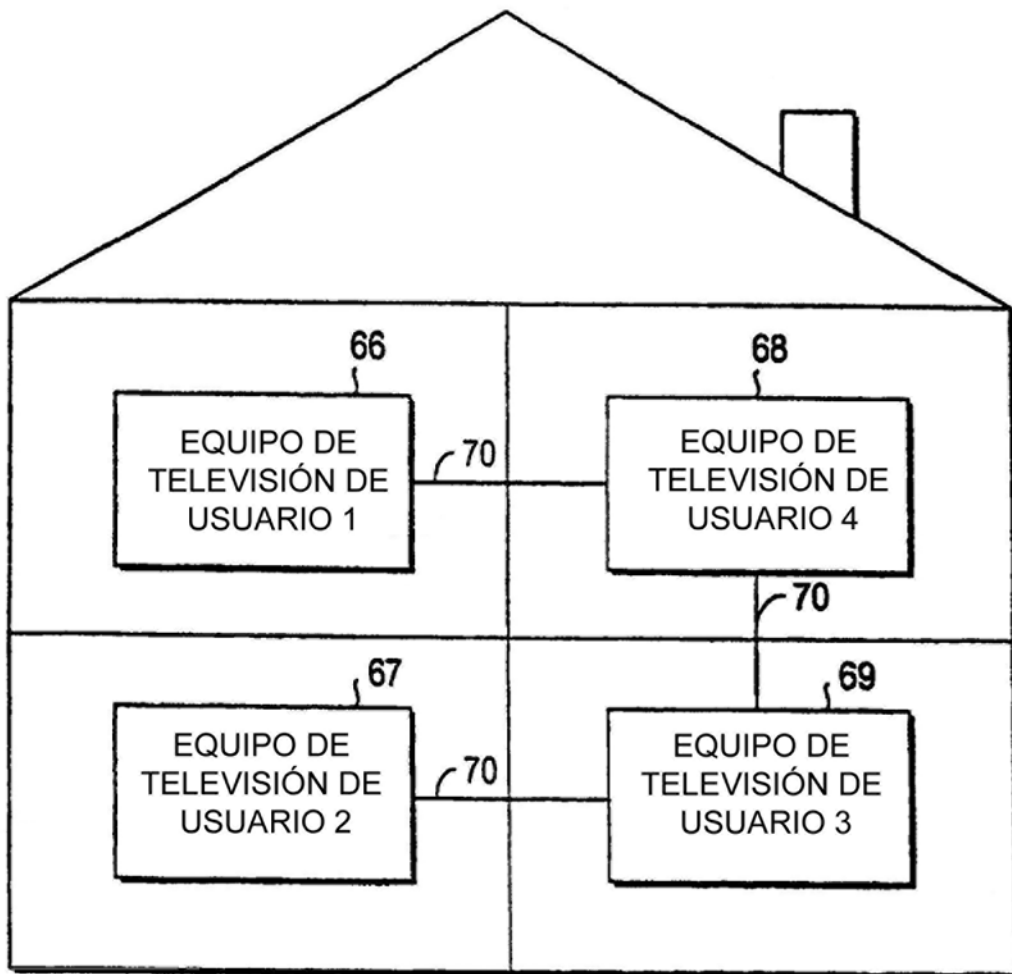 66
EQUIPO DE
TELEVISIÓN DE
USUARIO 1
70
68
EQUIPO DE
TELEVISIÓN DE
USUARIO 4
70
67
EQUIPO DE
TELEVISIÓN DE
USUARIO 2
70
69
EQUIPO DE
TELEVISIÓN DE
USUARIO 3